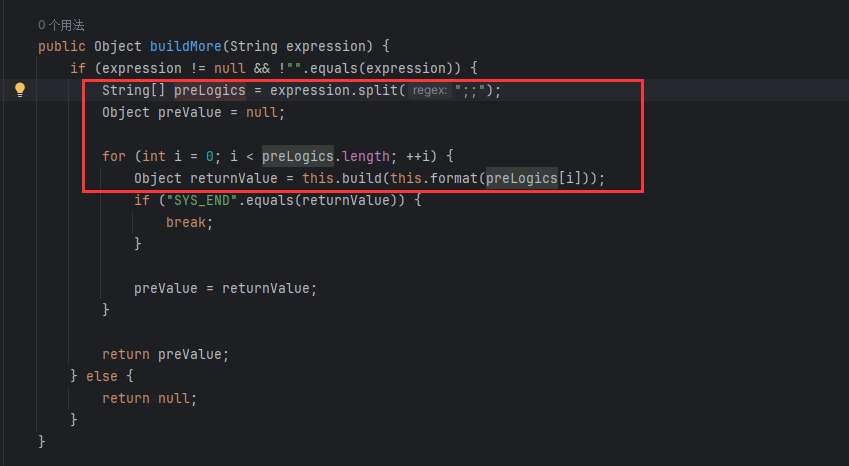 0 个用法
public Object buildMore(String expression) {
if (expression != null && !"".equals(expression)) {
String[] preLogics = expression.split( regex: ";;");
Object preValue = null;
for (int i = 0; i < preLogics.length; ++i) {
Object returnValue = this.build(this.format(preLogics[i]));
if ("SYS_END".equals(returnValue)) {
break;
}
preValue = returnValue;
}
return preValue;
} else {
return null;
}
}